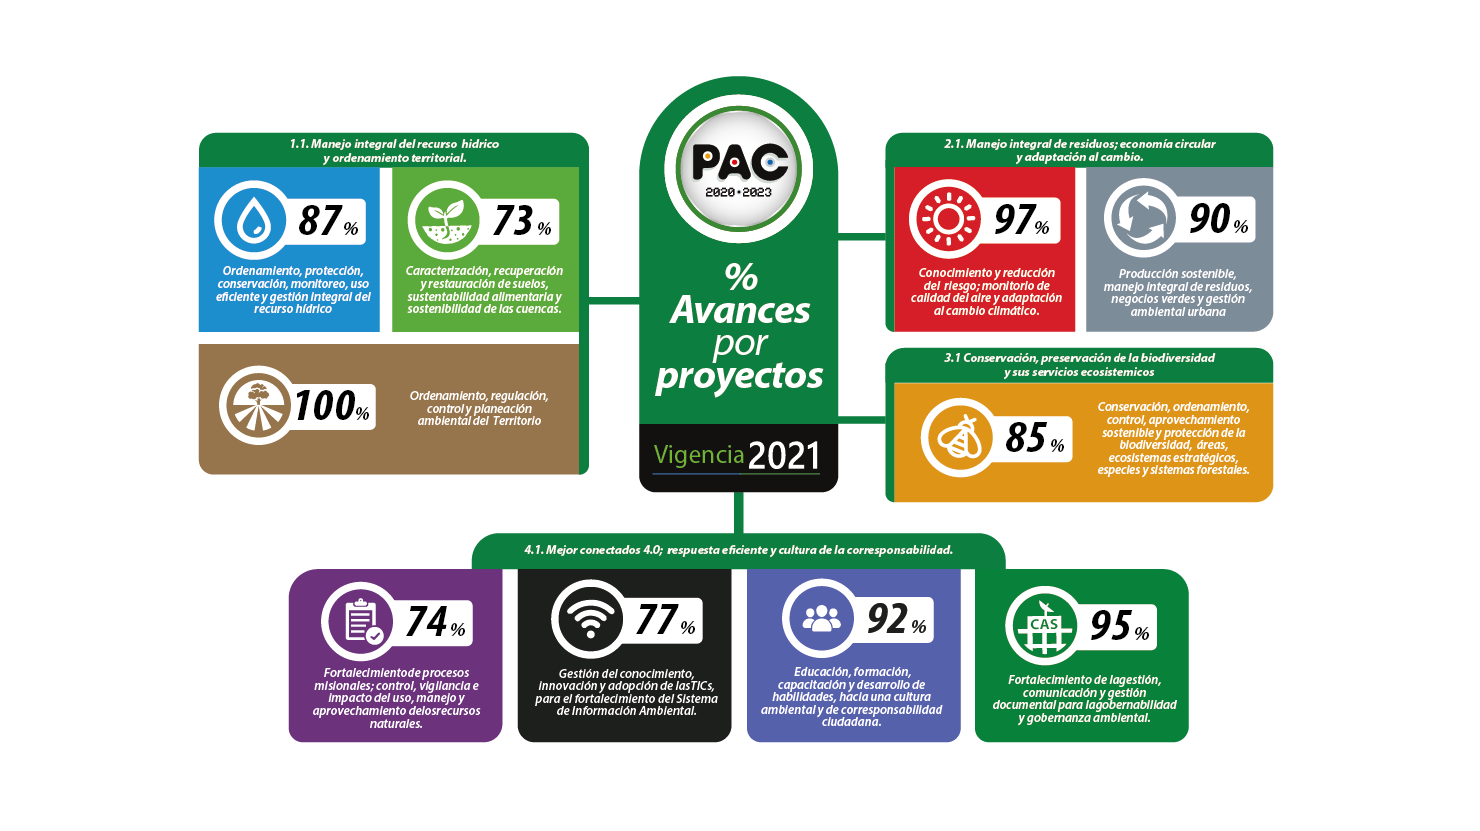 PAC
2020•2023
%
Avances
por
proyectos
Vigencia 2021
1.1. Manejo integral del recurso hídrico
y ordenamiento territorial.
87 %
Ordenamiento, protección,
conservación, monitoreo, uso
eficiente y gestión integral del
recurso hídrico
73 %
Caracterización, recuperación
y restauración de suelos,
sustentabilidad alimentaria y
sostenibilidad de las cuencas.
100%
Ordenamiento, regulación,
control y planeación
ambiental del Territorio
2.1. Manejo integral de residuos; economía circular
y adaptación al cambio.
97%
Conocimiento y reducción
del riesgo; monitorio de
calidad del aire y adaptación
al cambio climático.
90 %
Producción sostenible,
manejo integral de residuos,
negocios verdes y gestión
ambiental urbana
3.1 Conservación, preservación de la biodiversidad
y sus servicios ecosistemicos
85 %
Conservación, ordenamiento,
control, aprovechamiento
sostenible y protección de la
biodiversidad, áreas,
ecosistemas estratégicos,
especies y sistemas forestales.
4.1. Mejor conectados 4.0; respuesta eficiente y cultura de la corresponsabilidad.
74 %
Fortalecimientode procesos
misionales; control, vigilancia e
impacto del uso, manejo y
aprovechamiento delosrecursos
naturales.
77 %
Gestión del conocimiento,
innovación y adopción de lasTICs,
para el fortalecimiento del Sistema
de Información Ambiental.
92 %
Educación, formación,
capacitación y desarrollo de
habilidades, hacia una cultura
ambiental y de corresponsabilidad
ciudadana.
CAS
95 %
Fortalecimiento de lagestión,
comunicación y gestión
documental para lagobernabilidad
y gobernanza ambiental.